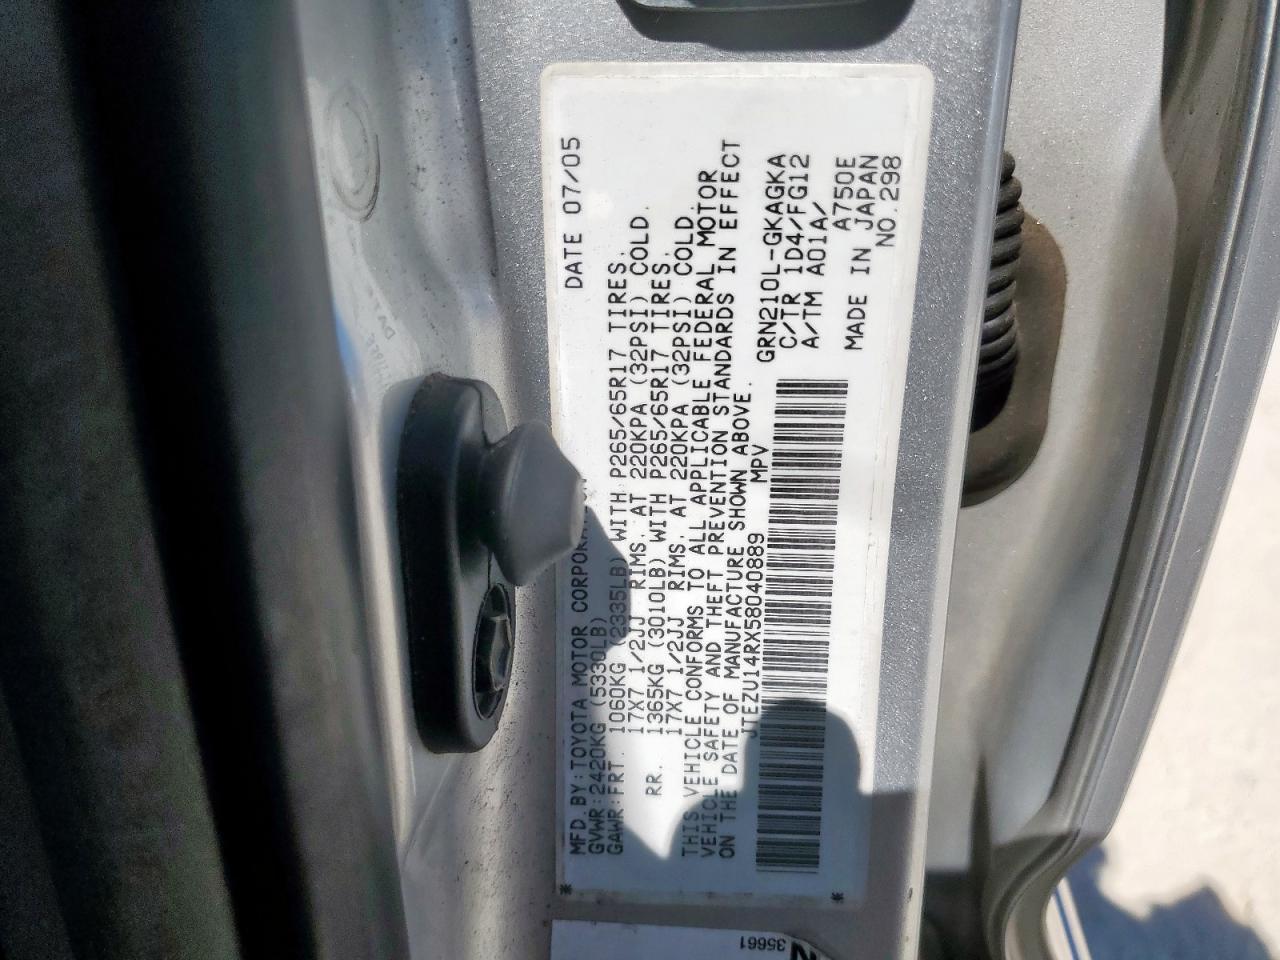 MFD. BY: TOYOTA MOTOR CORPORATION DATE 07/05
GVWR: 2420KG (5330LB)
GAWR: FRT. 1060KG (2335LB) WITH P265/65R17 TIRES.
17X7 1/2JJ RIMS. AT 220KPA (32PSI) COLD.
RR. 1365KG (3010LB) WITH P265/65R17 TIRES.
17X7 1/2JJ RIMS. AT 220KPA (32PSI) COLD.
THIS VEHICLE CONFORMS TO ALL APPLICABLE FEDERAL MOTOR
VEHICLE SAFETY AND THEFT PREVENTION STANDARDS IN EFFECT
ON THE DATE OF MANUFACTURE SHOWN ABOVE.
JTEZU14RX58040889 MPV
GRN210L-GKAGKA
C/TR 1D4/FG12
A/TM A01A/ A750E
MADE IN JAPAN
NO.298
* *
35661